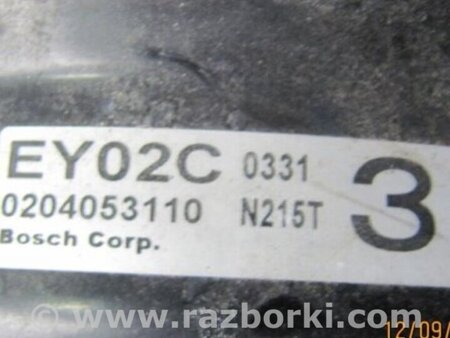 EY02C 0331
0204053110 N215T 3
Bosch Corp.
12/09/
www.razborki.com